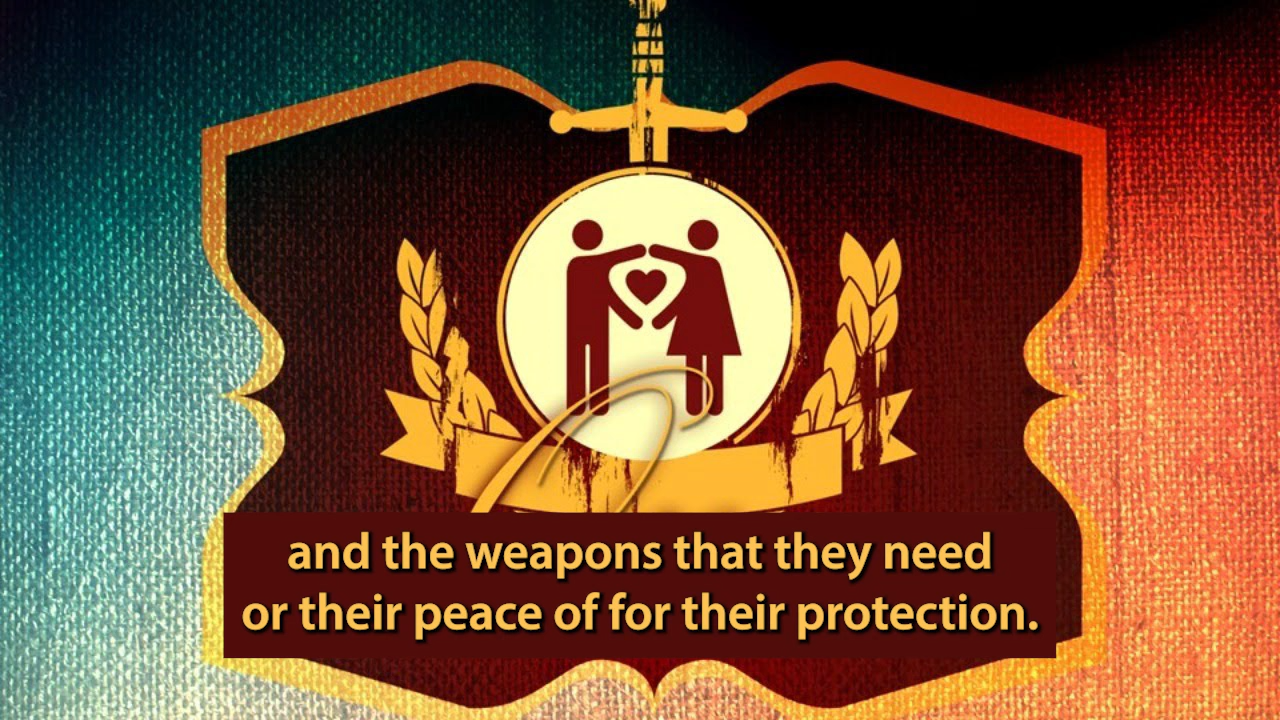 and the weapons that they need
or their peace of for their protection.